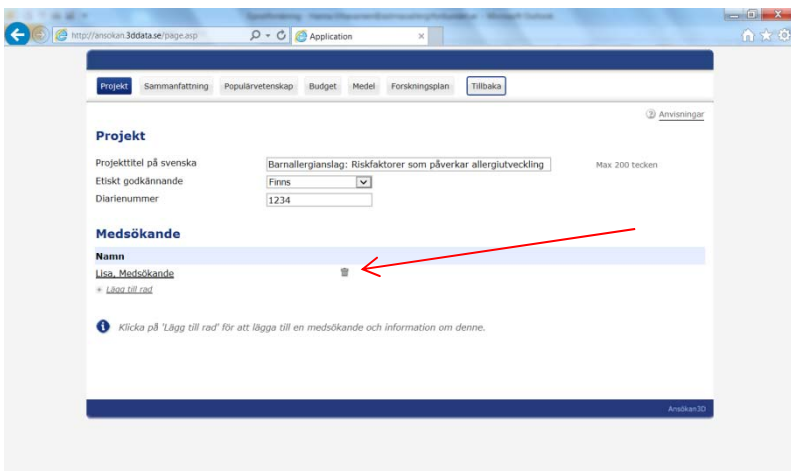 http://ansokan.3ddata.se/page.asp
Application
Projekt Sammanfattning Populärvetenskap Budget Medel Forskningsplan Tillbaka
Anvisningar
Projekt
Projekttitel på svenska Barnallergianslag: Riskfaktorer som påverkar allergiutveckling Max 200 tecken
Etiskt godkännande Finns
Diarienummer 1234
Medsökande
Namn
Lisa, Medsökande
+ Lägg till rad
Klicka på 'Lägg till rad' för att lägga till en medsökande och information om denne.
Ansökan3D